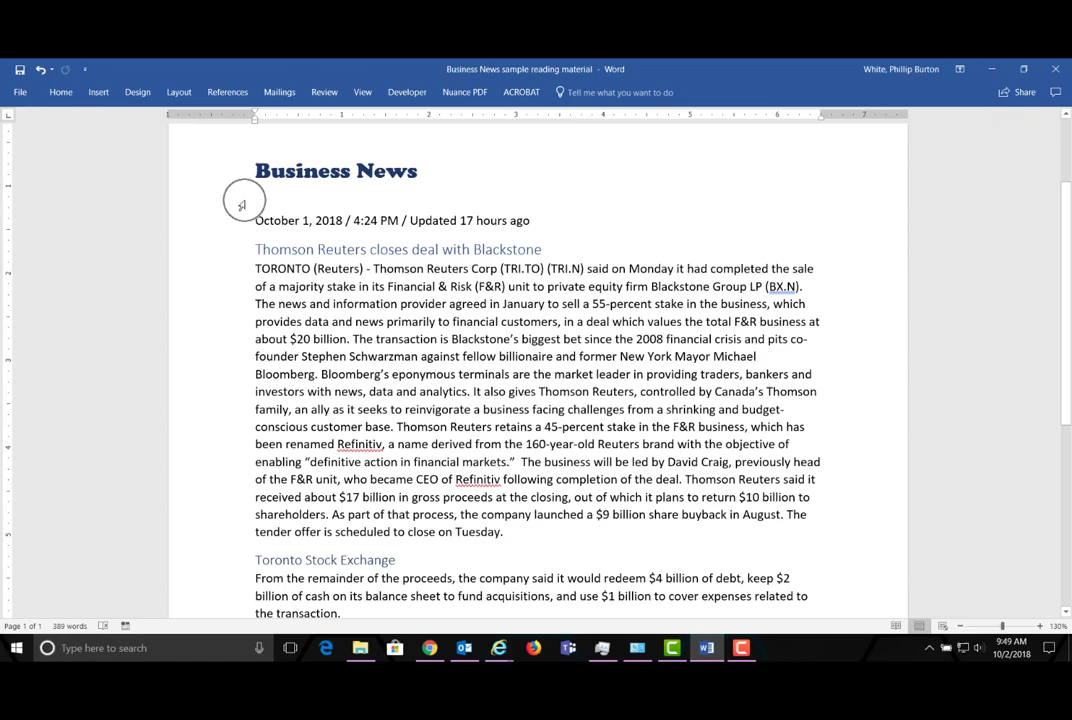 Business News sample reading material - Word
White, Phillip Burton
File Home Insert Design Layout References Mailings Review View Developer Nuance PDF ACROBAT Tell me what you want to do Share
1 1 2 3 4 5 6 7
Business News
October 1, 2018 / 4:24 PM / Updated 17 hours ago
Thomson Reuters closes deal with Blackstone
TORONTO (Reuters) - Thomson Reuters Corp (TRI.TO) (TRI.N) said on Monday it had completed the sale
of a majority stake in its Financial & Risk (F&R) unit to private equity firm Blackstone Group LP (BX.N).
The news and information provider agreed in January to sell a 55-percent stake in the business, which
provides data and news primarily to financial customers, in a deal which values the total F&R business at
about $20 billion. The transaction is Blackstone's biggest bet since the 2008 financial crisis and pits co-
founder Stephen Schwarzman against fellow billionaire and former New York Mayor Michael
Bloomberg. Bloomberg's eponymous terminals are the market leader in providing traders, bankers and
investors with news, data and analytics. It also gives Thomson Reuters, controlled by Canada's Thomson
family, an ally as it seeks to reinvigorate a business facing challenges from a shrinking and budget-
conscious customer base. Thomson Reuters retains a 45-percent stake in the F&R business, which has
been renamed Refinitiv, a name derived from the 160-year-old Reuters brand with the objective of
enabling “definitive action in financial markets.”  The business will be led by David Craig, previously head
of the F&R unit, who became CEO of Refinitiv following completion of the deal. Thomson Reuters said it
received about $17 billion in gross proceeds at the closing, out of which it plans to return $10 billion to
shareholders. As part of that process, the company launched a $9 billion share buyback in August. The
tender offer is scheduled to close on Tuesday.
Toronto Stock Exchange
From the remainder of the proceeds, the company said it would redeem $4 billion of debt, keep $2
billion of cash on its balance sheet to fund acquisitions, and use $1 billion to cover expenses related to
the transaction.
1
2
3
4
5
Page 1 of 1 389 words 130%
Type here to search
9:49 AM
10/2/2018